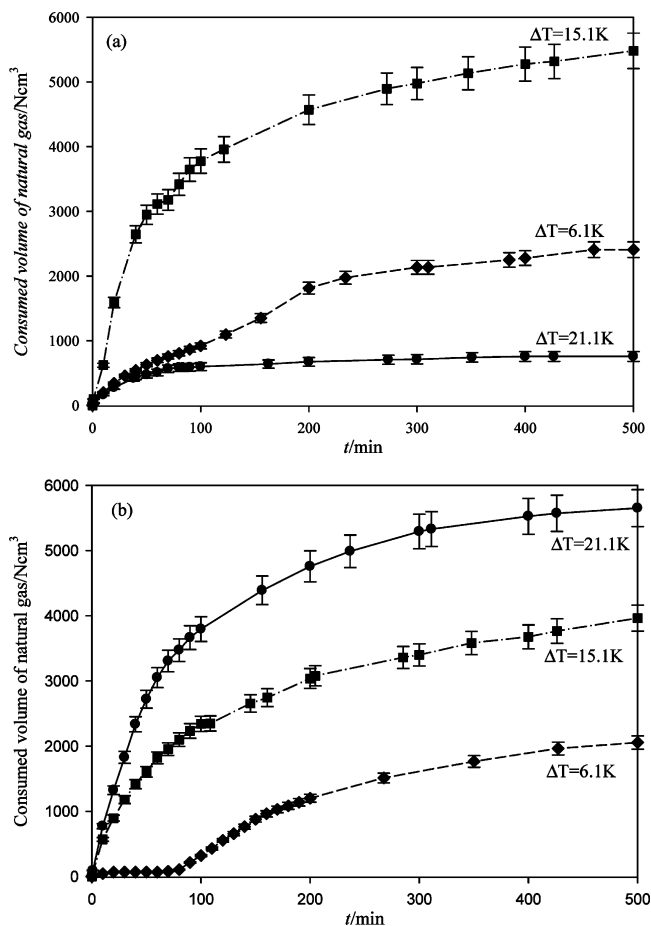 (a)
Consumed volume of natural gas/Ncm³
6000
5000
4000
3000
2000
1000
0
ΔT=15.1K
ΔT=6.1K
ΔT=21.1K
0 100 200 300 400 500
t/min
(b)
Consumed volume of natural gas/Ncm³
6000
5000
4000
3000
2000
1000
0
ΔT=21.1K
ΔT=15.1K
ΔT=6.1K
0 100 200 300 400 500
t/min